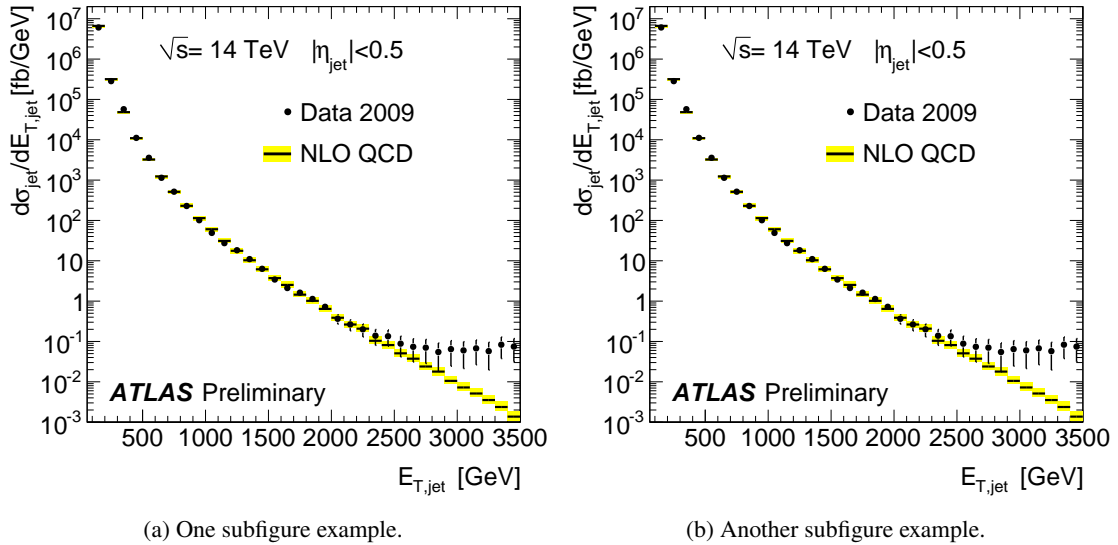 dσ_jet/dE_T,jet [fb/GeV]
10^7
10^6
10^5
10^4
10^3
10^2
10
1
10^-1
10^-2
10^-3
√s= 14 TeV |η_jet|<0.5
Data 2009
NLO QCD
ATLAS Preliminary
500 1000 1500 2000 2500 3000 3500
E_T,jet [GeV]
(a) One subfigure example.
dσ_jet/dE_T,jet [fb/GeV]
10^7
10^6
10^5
10^4
10^3
10^2
10
1
10^-1
10^-2
10^-3
√s= 14 TeV |η_jet|<0.5
Data 2009
NLO QCD
ATLAS Preliminary
500 1000 1500 2000 2500 3000 3500
E_T,jet [GeV]
(b) Another subfigure example.